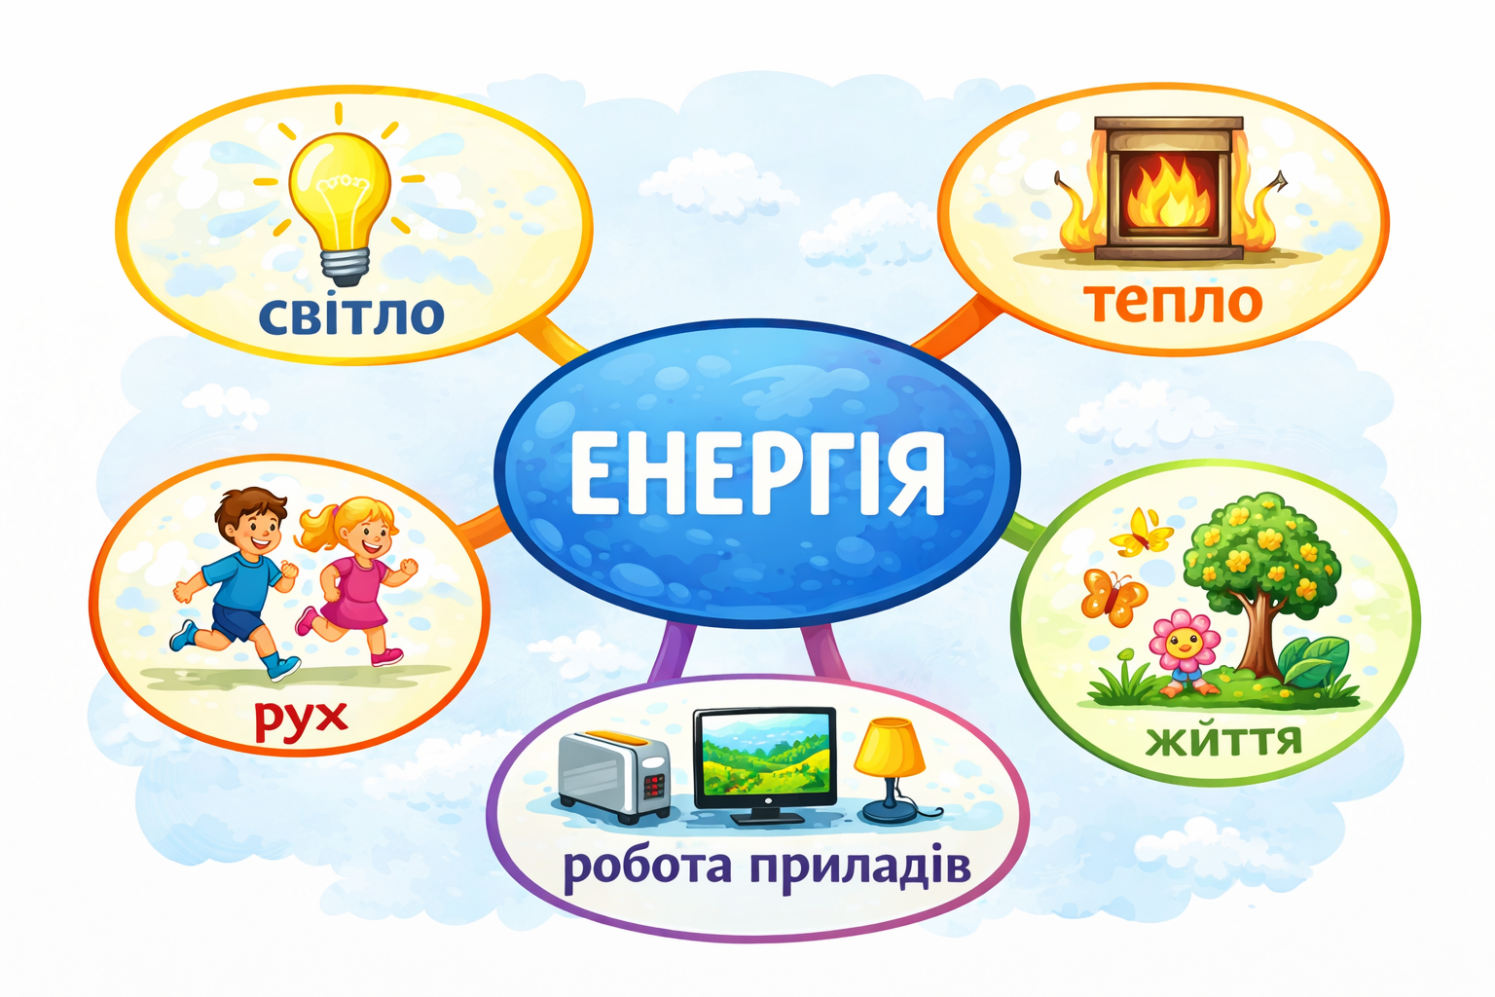 світло
тепло
ЕНЕРГІЯ
рух
життя
робота приладів